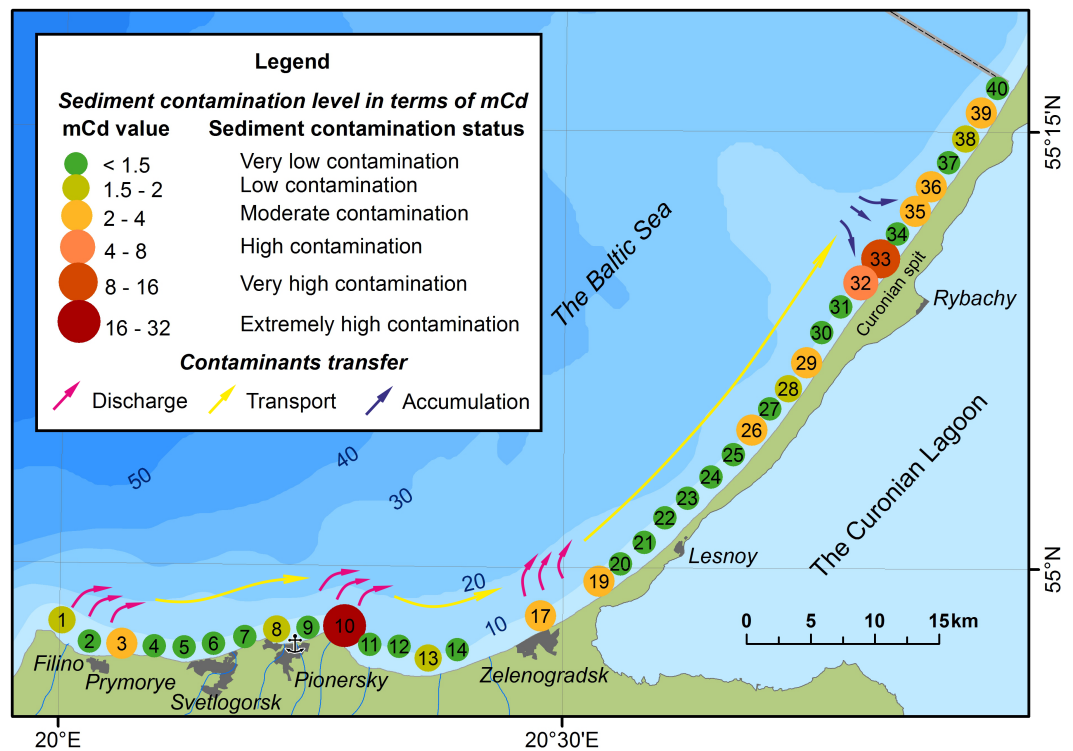 Legend
Sediment contamination level in terms of mCd
mCd value Sediment contamination status
< 1.5 Very low contamination
1.5 - 2 Low contamination
2 - 4 Moderate contamination
4 - 8 High contamination
8 - 16 Very high contamination
16 - 32 Extremely high contamination
Contaminants transfer
Discharge Transport Accumulation
The Baltic Sea
The Curonian Lagoon
Curonian spit
Rybachy
Lesnoy
Zelenogradsk
Pionersky
Svetlogorsk
Prymorye
Filino
50
40
30
20
10
1
2
3
4
5
6
7
8
9
10
11
12
13
14
17
19
20
21
22
23
24
25
26
27
28
29
30
31
32
33
34
35
36
37
38
39
40
0 5 10 15km
55°15'N
55°N
20°E
20°30'E